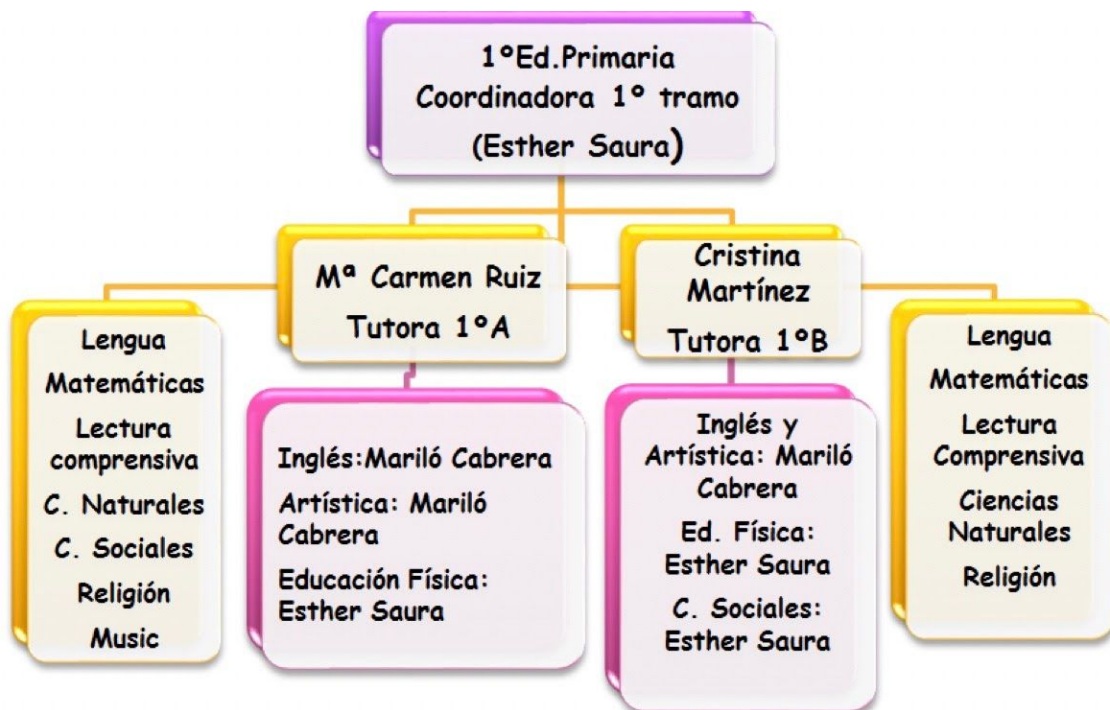 1ºEd.Primaria
Coordinadora 1º tramo
(Esther Saura)
Mª Carmen Ruiz
Tutora 1ºA
Cristina
Martínez
Tutora 1ºB
Lengua
Matemáticas
Lectura
comprensiva
C. Naturales
C. Sociales
Religión
Music
Inglés:Mariló Cabrera
Artística: Mariló
Cabrera
Educación Física:
Esther Saura
Inglés y
Artística: Mariló
Cabrera
Ed. Física:
Esther Saura
C. Sociales:
Esther Saura
Lengua
Matemáticas
Lectura
Comprensiva
Ciencias
Naturales
Religión